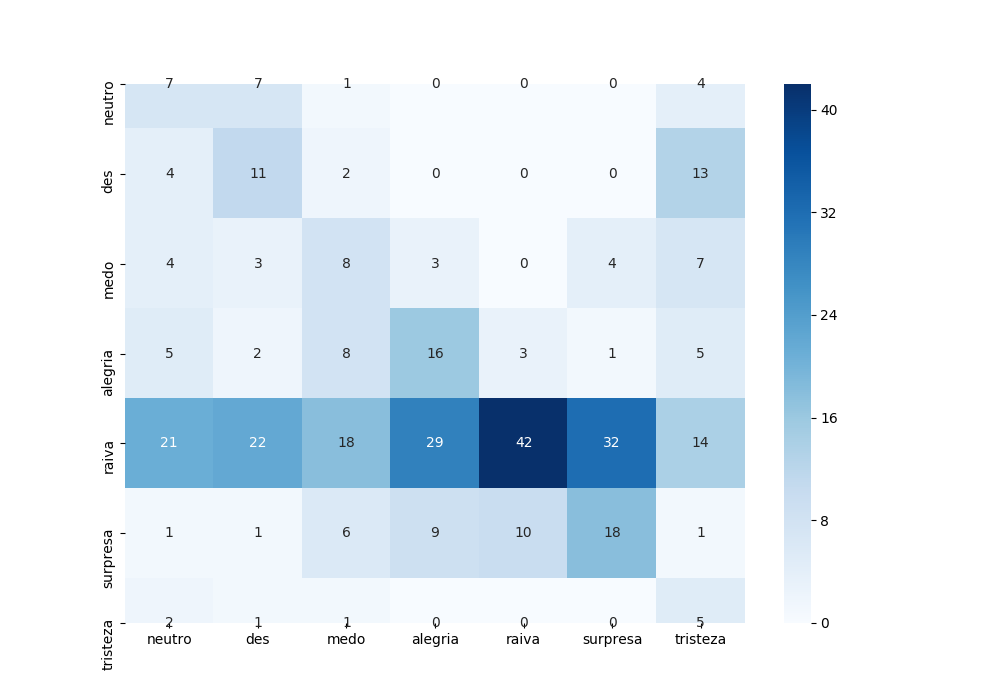 neutro 7 7 1 0 0 0 4
des 4 11 2 0 0 0 13
medo 4 3 8 3 0 4 7
alegria 5 2 8 16 3 1 5
raiva 21 22 18 29 42 32 14
surpresa 1 1 6 9 10 18 1
tristeza 2 1 1 0 0 0 5
neutro des medo alegria raiva surpresa tristeza
40
32
24
16
8
0